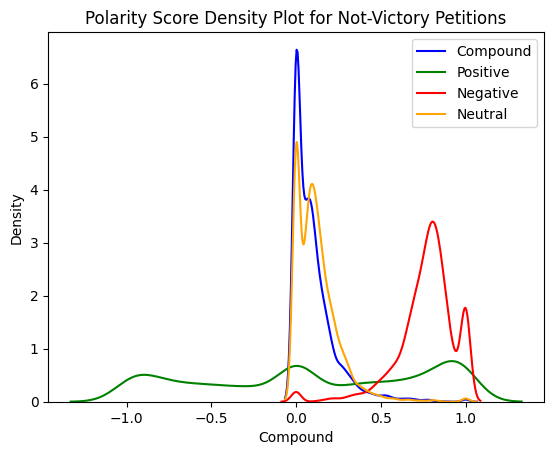 Polarity Score Density Plot for Not-Victory Petitions
Compound
Positive
Negative
Neutral
Density
6
5
4
3
2
1
0
−1.0
−0.5
0.0
0.5
1.0
Compound